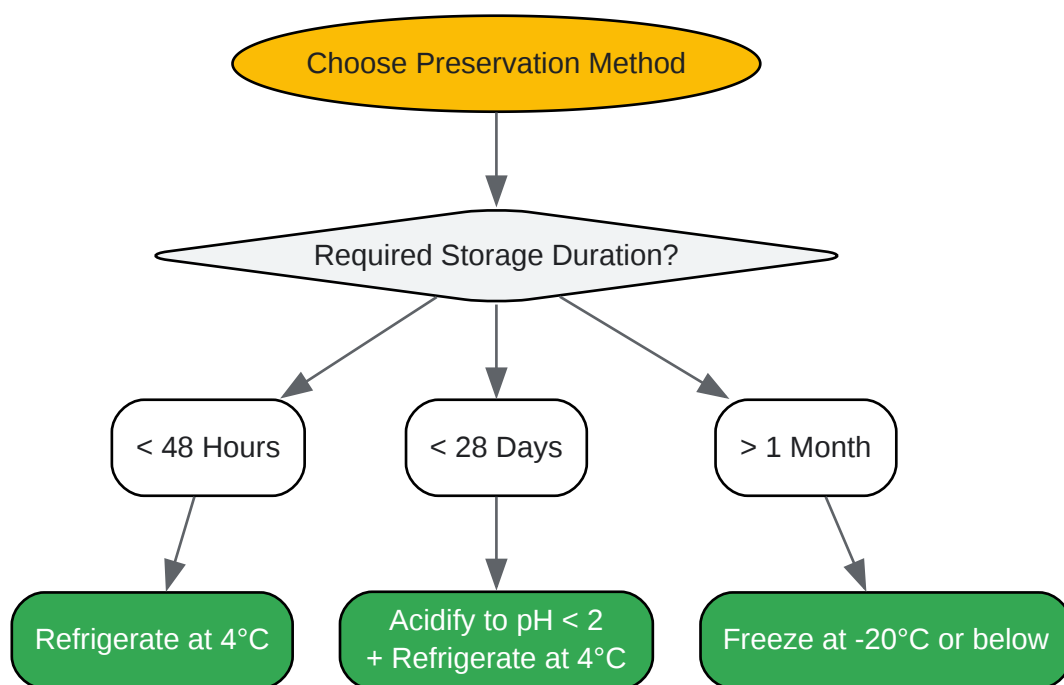 Choose Preservation Method
Required Storage Duration?
< 48 Hours
< 28 Days
> 1 Month
Refrigerate at 4°C
Acidify to pH < 2
+ Refrigerate at 4°C
Freeze at -20°C or below